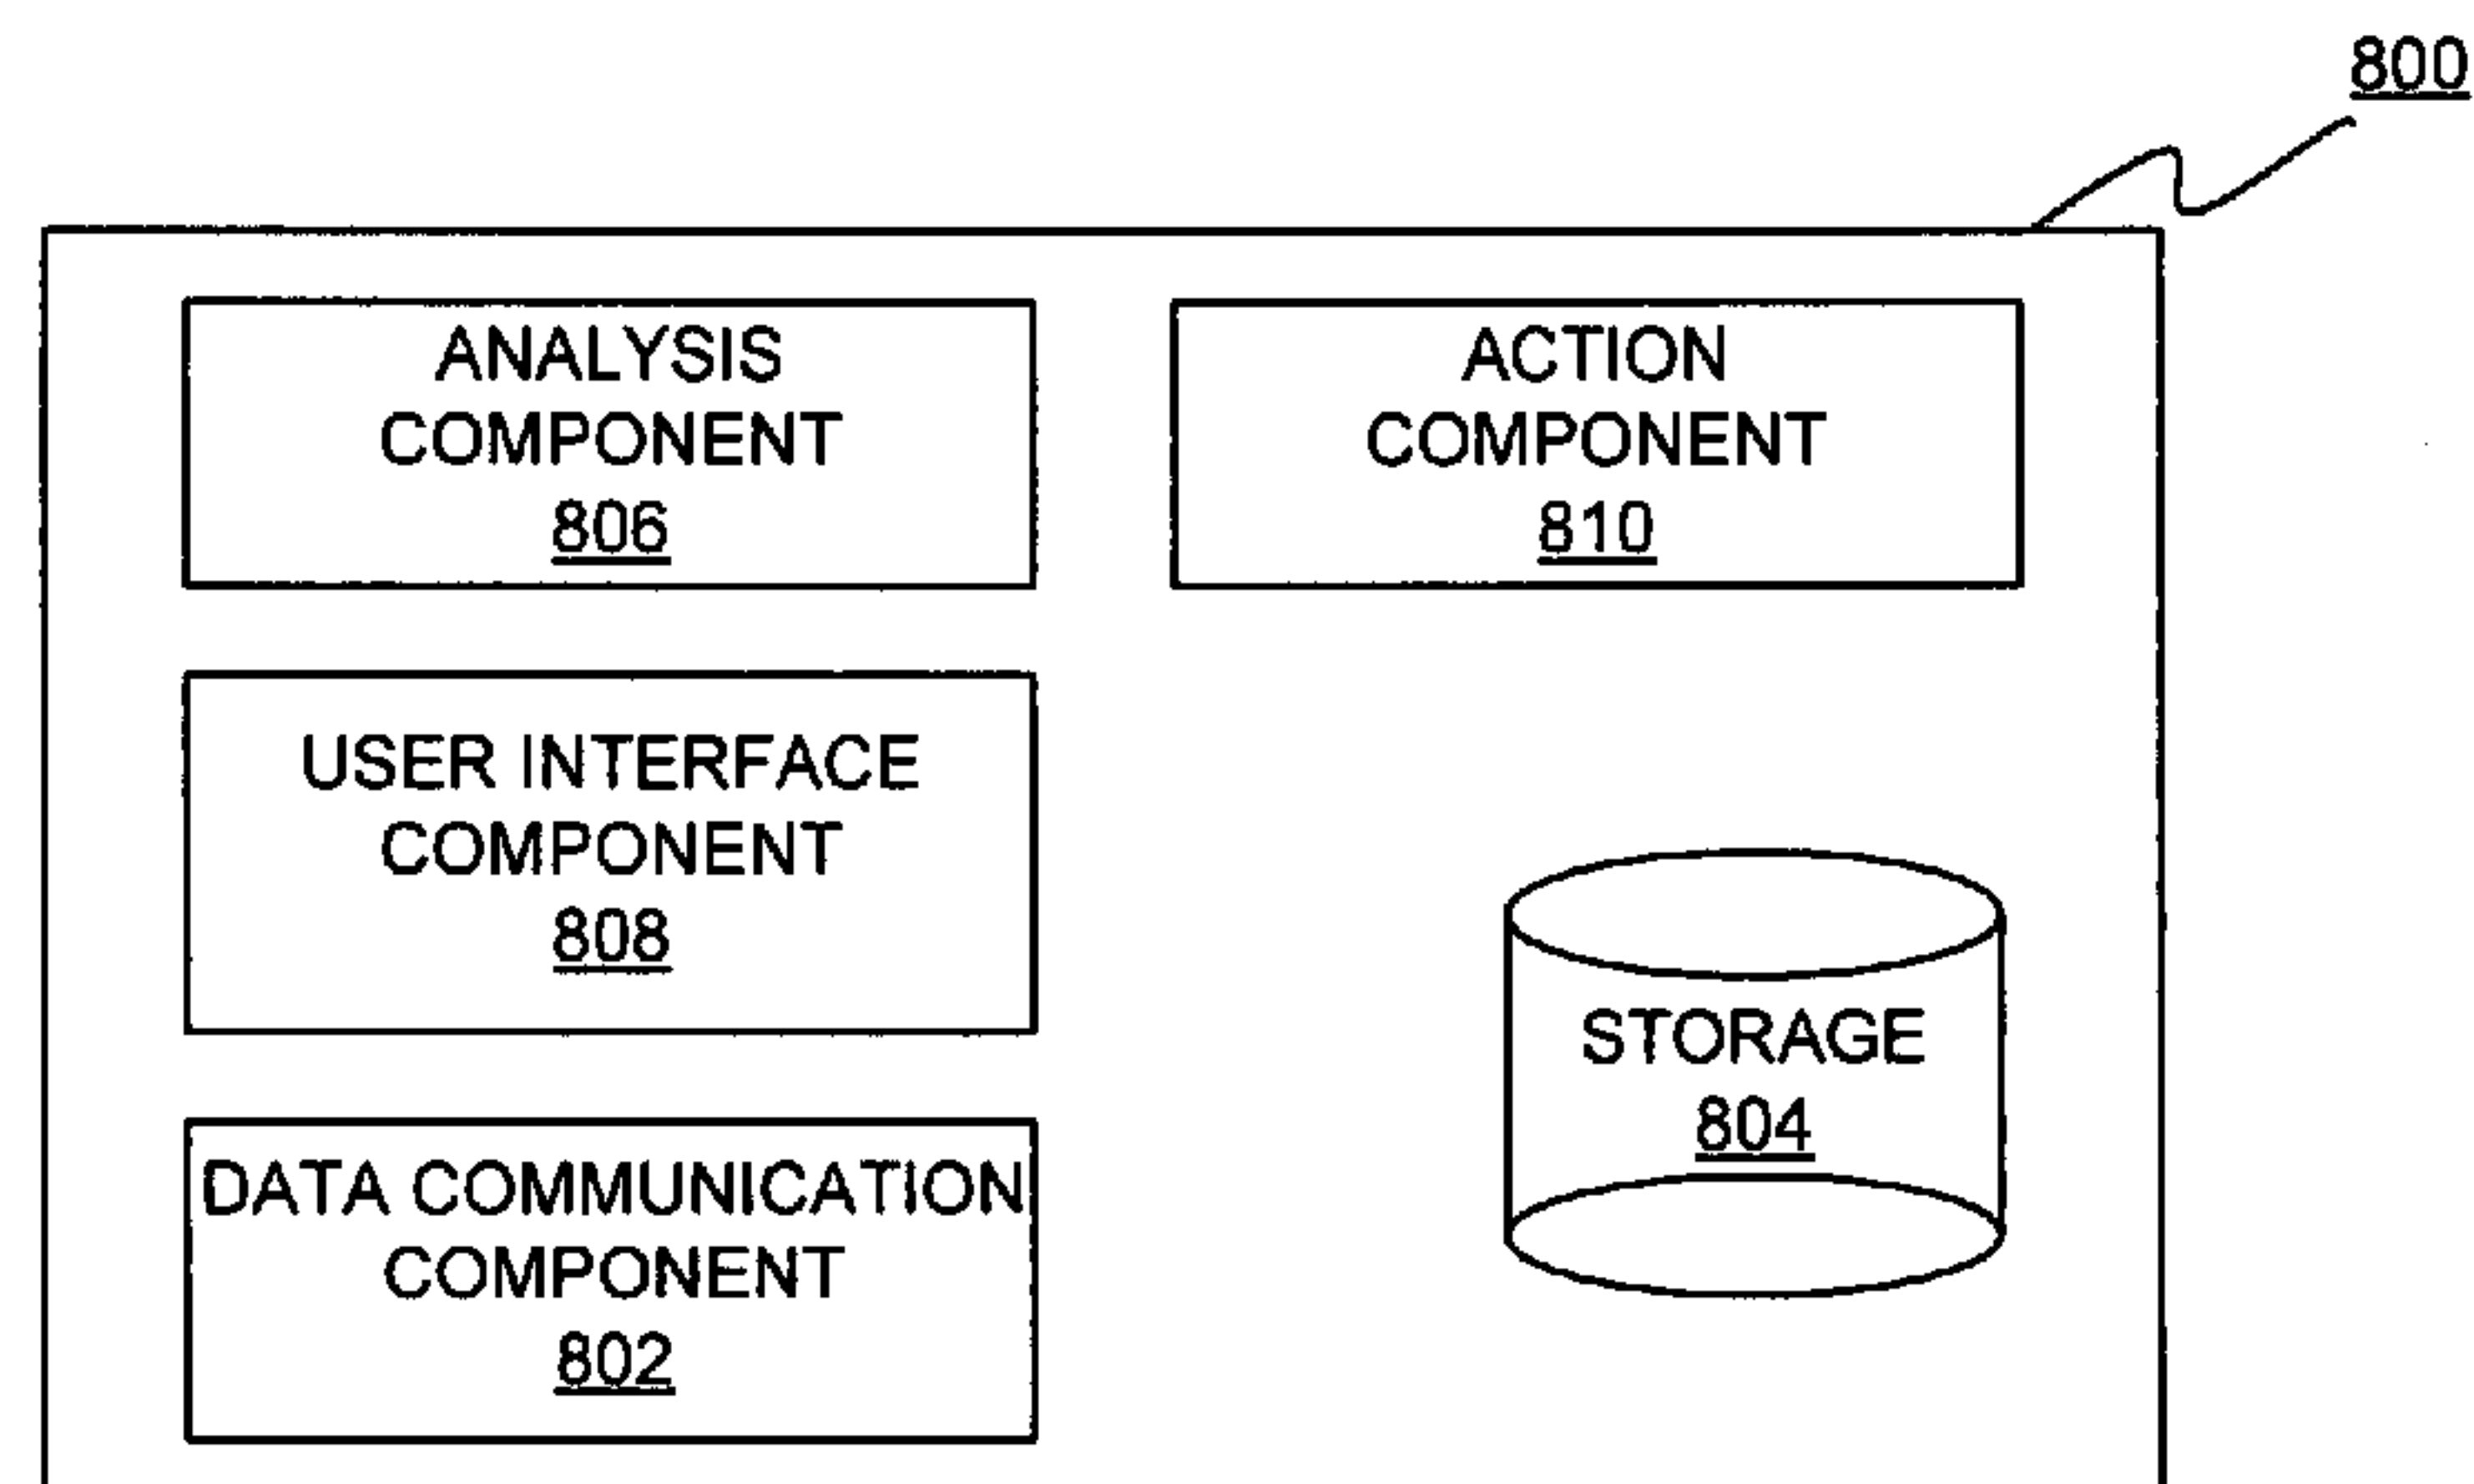 800
ANALYSIS
COMPONENT
806
ACTION
COMPONENT
810
USER INTERFACE
COMPONENT
808
STORAGE
804
DATA COMMUNICATION
COMPONENT
802